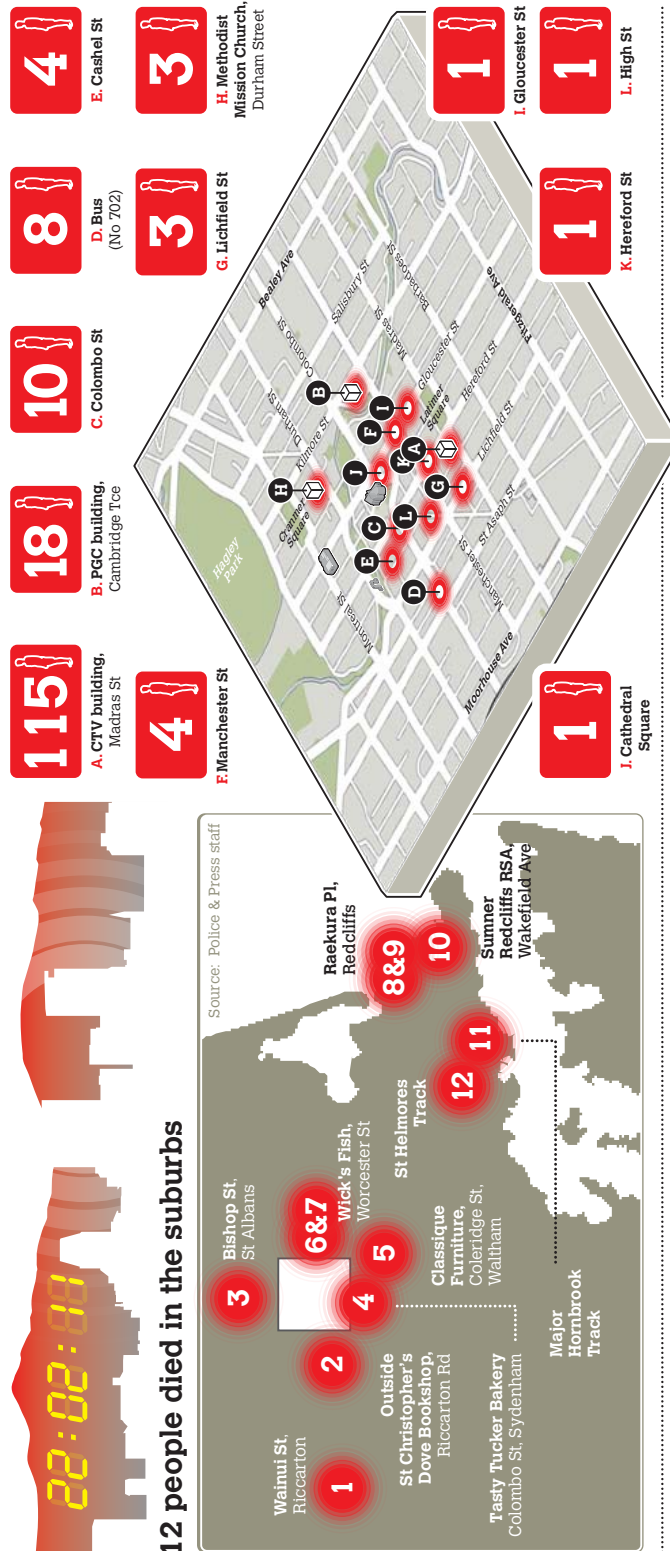 22:02:11
12 people died in the suburbs
Source: Police & Press staff
Wainui St,
Riccarton
1
2
Outside
St Christopher's
Dove Bookshop,
Riccarton Rd
Bishop St,
St Albans
3
4
Tasty Tucker Bakery
Colombo St, Sydenham
5
Classique
Furniture,
Coleridge St,
Waltham
6&7
Wick's Fish,
Worcester St
Raekura Pl,
Redcliffs
8&9
10
Sumner
Redcliffs RSA,
Wakefield Ave
11
Major
Hornbrook
Track
12
St Helmores
Track
115
A. CTV building,
Madras St
18
B. PGC building,
Cambridge Tce
10
C. Colombo St
8
D. Bus
(No 702)
4
E. Cashel St
4
F. Manchester St
3
G. Lichfield St
3
H. Methodist
Mission Church,
Durham Street
1
I. Gloucester St
1
J. Cathedral
Square
1
K. Hereford St
1
L. High St
Hagley
Park
Bealey Ave
Salisbury St
Colombo St
Durham St
Kilmore St
Cranmer
Square
Montreal St
Madras St
Barbadoes St
Gloucester St
Latimer
Square
Hereford St
Fitzgerald Ave
Lichfield St
St Asaph St
Manchester St
Moorhouse Ave
H
B
J
F
I
K
A
C
L
G
E
D